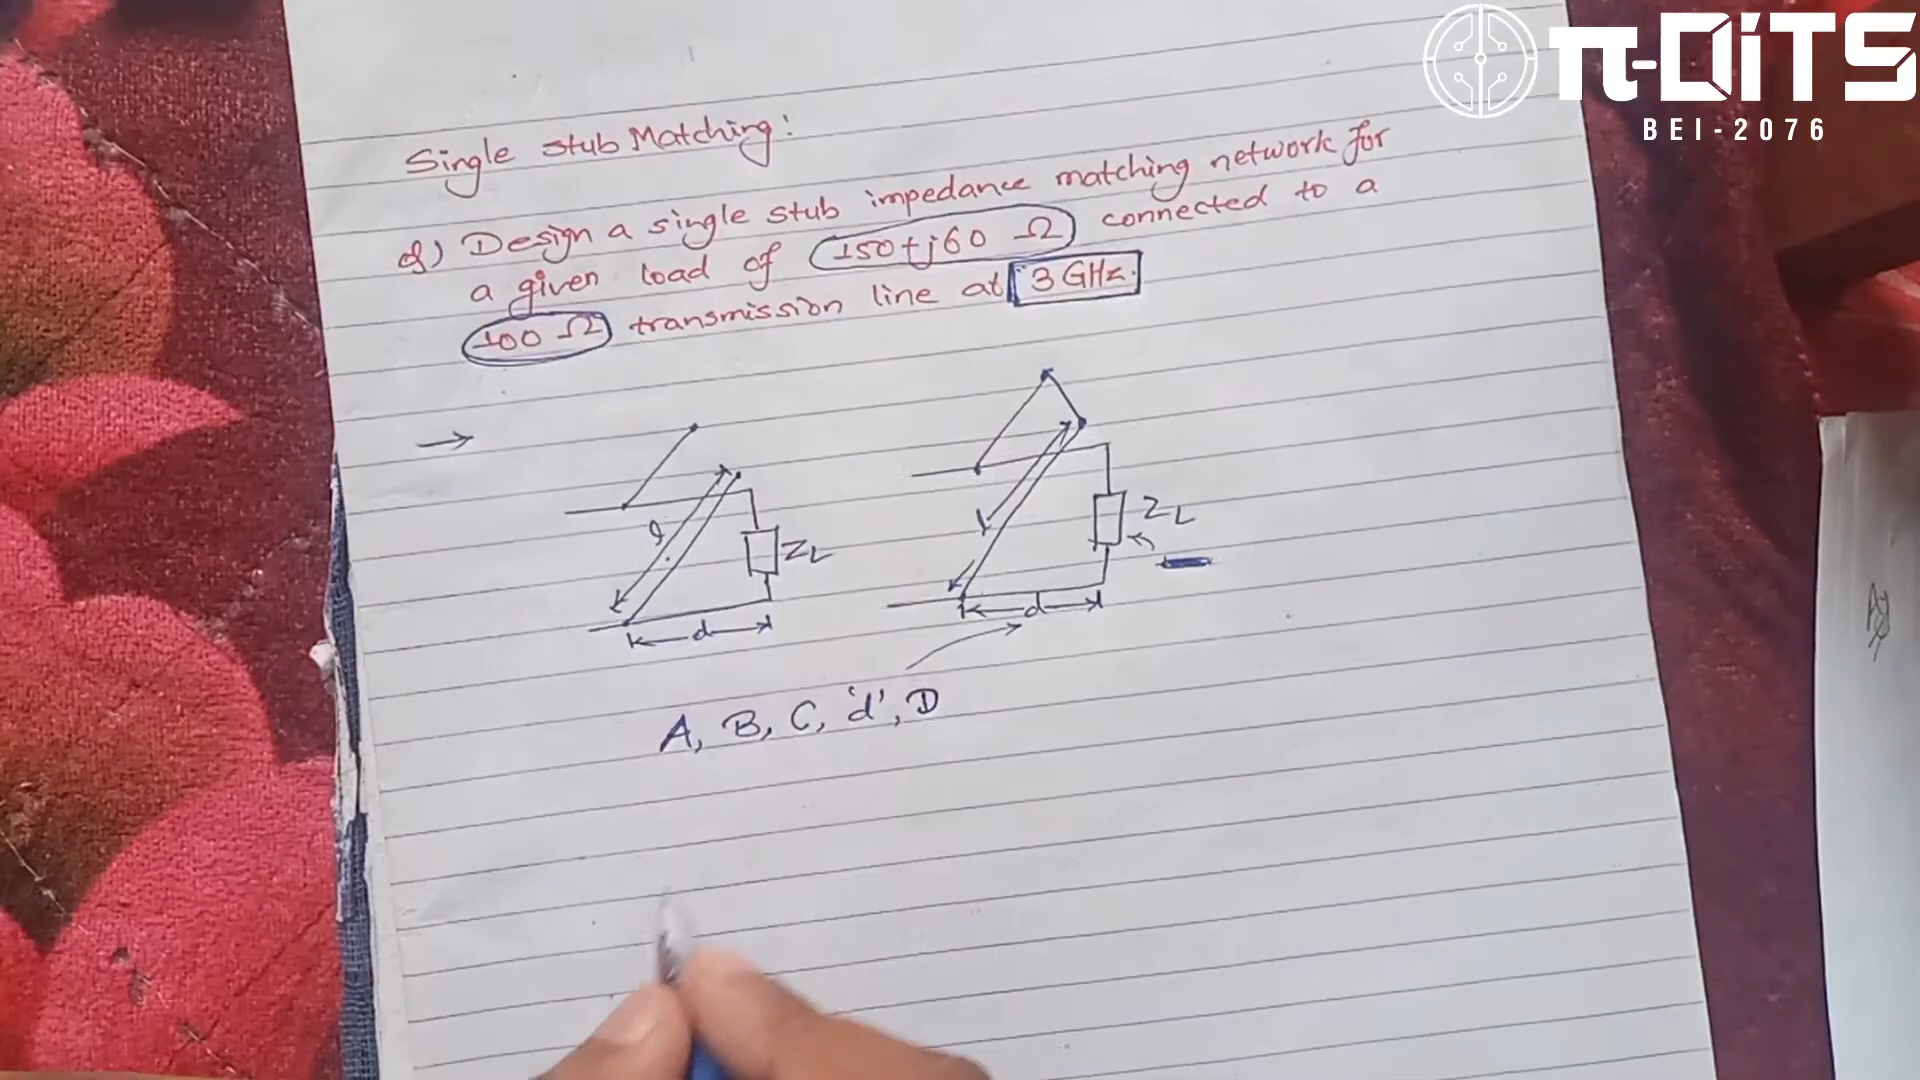 π-DiTS
BEI-2076
Single stub Matching:
Q) Design a single stub impedance matching network for
a given load of 150+j60 Ω connected to a
100 Ω transmission line at 3 GHz.
l
ZL
d
l
ZL
d
A, B, C, 'd', D